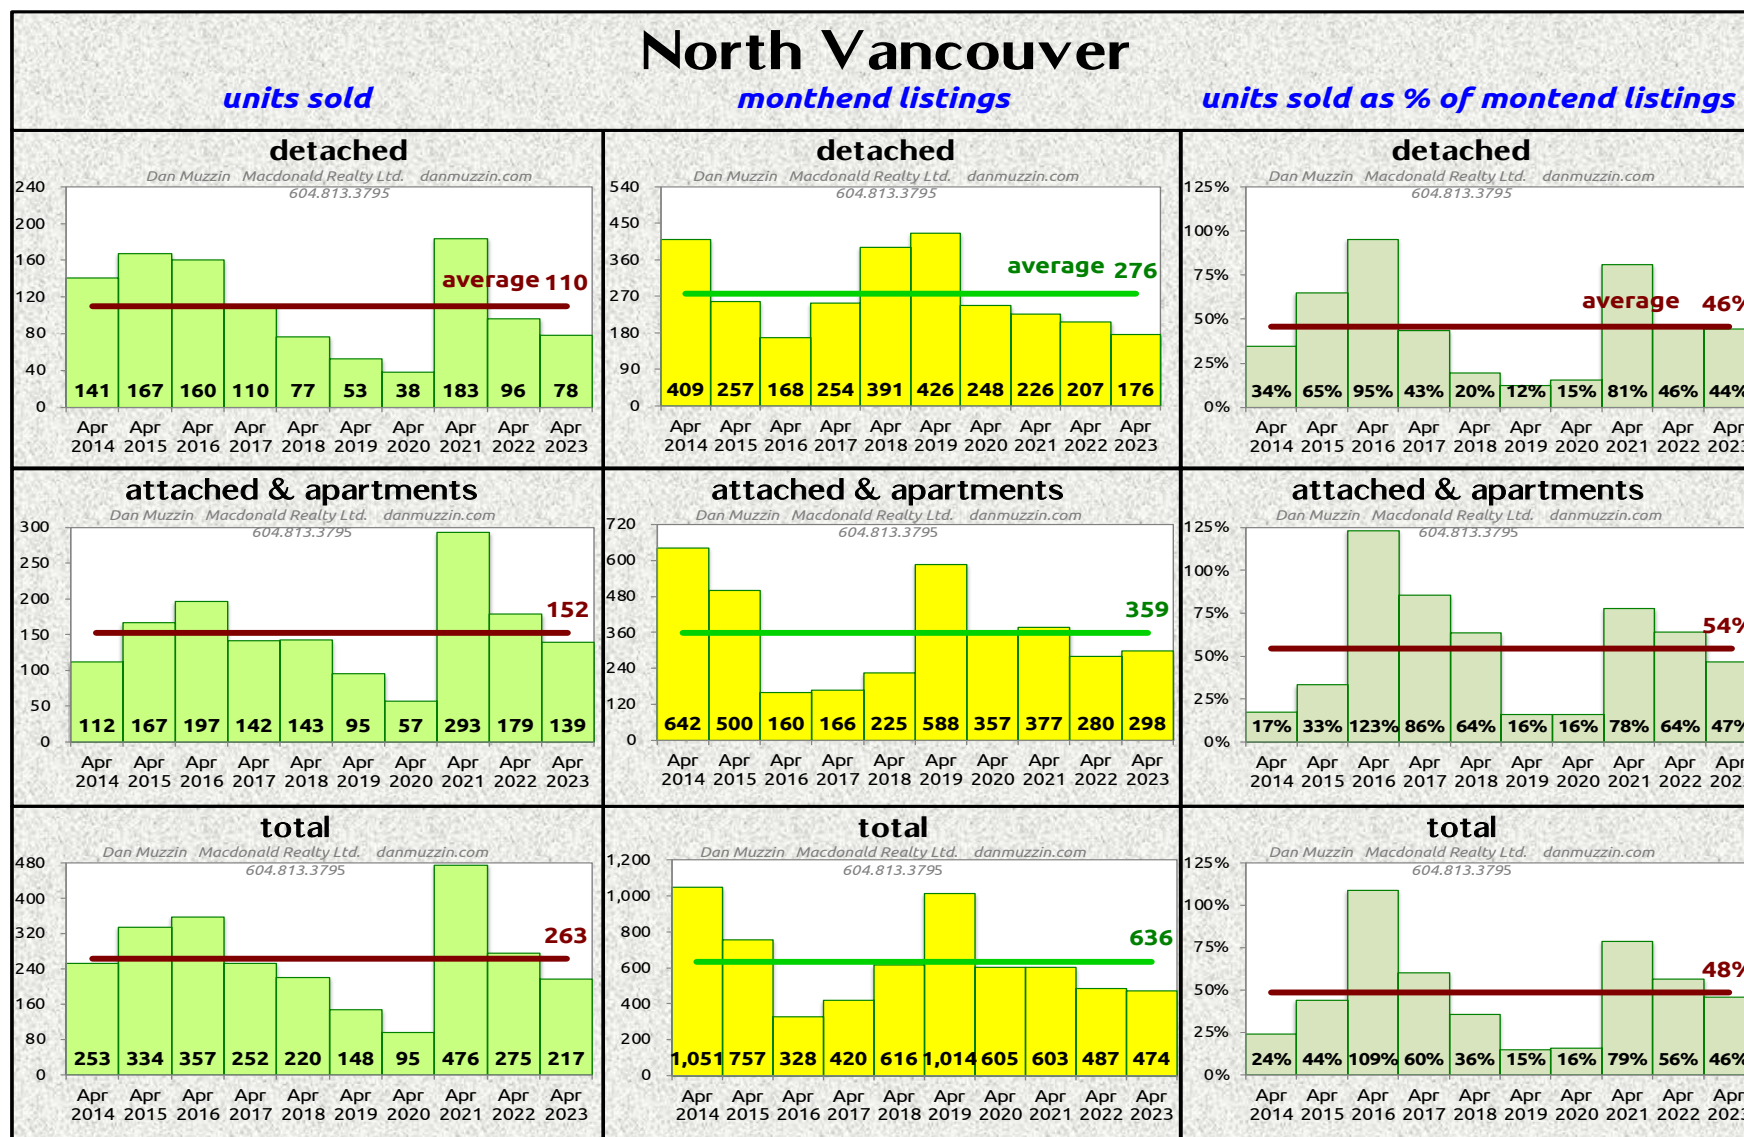 North Vancouver
units sold
monthend listings
units sold as % of montend listings
detached
Dan Muzzin Macdonald Realty Ltd. danmuzzin.com
604.813.3795
240
200
160
120
80
40
0
average 110
141 167 160 110 77 53 38 183 96 78
Apr 2014 Apr 2015 Apr 2016 Apr 2017 Apr 2018 Apr 2019 Apr 2020 Apr 2021 Apr 2022 Apr 2023
detached
Dan Muzzin Macdonald Realty Ltd. danmuzzin.com
604.813.3795
540
450
360
270
180
90
0
average 276
409 257 168 254 391 426 248 226 207 176
Apr 2014 Apr 2015 Apr 2016 Apr 2017 Apr 2018 Apr 2019 Apr 2020 Apr 2021 Apr 2022 Apr 2023
detached
Dan Muzzin Macdonald Realty Ltd. danmuzzin.com
604.813.3795
125%
100%
75%
50%
25%
0%
average 46%
34% 65% 95% 43% 20% 12% 15% 81% 46% 44%
Apr 2014 Apr 2015 Apr 2016 Apr 2017 Apr 2018 Apr 2019 Apr 2020 Apr 2021 Apr 2022 Apr 2023
attached & apartments
Dan Muzzin Macdonald Realty Ltd. danmuzzin.com
604.813.3795
300
250
200
150
100
50
0
152
112 167 197 142 143 95 57 293 179 139
Apr 2014 Apr 2015 Apr 2016 Apr 2017 Apr 2018 Apr 2019 Apr 2020 Apr 2021 Apr 2022 Apr 2023
attached & apartments
Dan Muzzin Macdonald Realty Ltd. danmuzzin.com
604.813.3795
720
600
480
360
240
120
0
359
642 500 160 166 225 588 357 377 280 298
Apr 2014 Apr 2015 Apr 2016 Apr 2017 Apr 2018 Apr 2019 Apr 2020 Apr 2021 Apr 2022 Apr 2023
attached & apartments
Dan Muzzin Macdonald Realty Ltd. danmuzzin.com
604.813.3795
125%
100%
75%
50%
25%
0%
54%
17% 33% 123% 86% 64% 16% 16% 78% 64% 47%
Apr 2014 Apr 2015 Apr 2016 Apr 2017 Apr 2018 Apr 2019 Apr 2020 Apr 2021 Apr 2022 Apr 2023
total
Dan Muzzin Macdonald Realty Ltd. danmuzzin.com
604.813.3795
480
400
320
240
160
80
0
263
253 334 357 252 220 148 95 476 275 217
Apr 2014 Apr 2015 Apr 2016 Apr 2017 Apr 2018 Apr 2019 Apr 2020 Apr 2021 Apr 2022 Apr 2023
total
Dan Muzzin Macdonald Realty Ltd. danmuzzin.com
604.813.3795
1,200
1,000
800
600
400
200
0
636
1,051 757 328 420 616 1,014 605 603 487 474
Apr 2014 Apr 2015 Apr 2016 Apr 2017 Apr 2018 Apr 2019 Apr 2020 Apr 2021 Apr 2022 Apr 2023
total
Dan Muzzin Macdonald Realty Ltd. danmuzzin.com
604.813.3795
125%
100%
75%
50%
25%
0%
48%
24% 44% 109% 60% 36% 15% 16% 79% 56% 46%
Apr 2014 Apr 2015 Apr 2016 Apr 2017 Apr 2018 Apr 2019 Apr 2020 Apr 2021 Apr 2022 Apr 2023